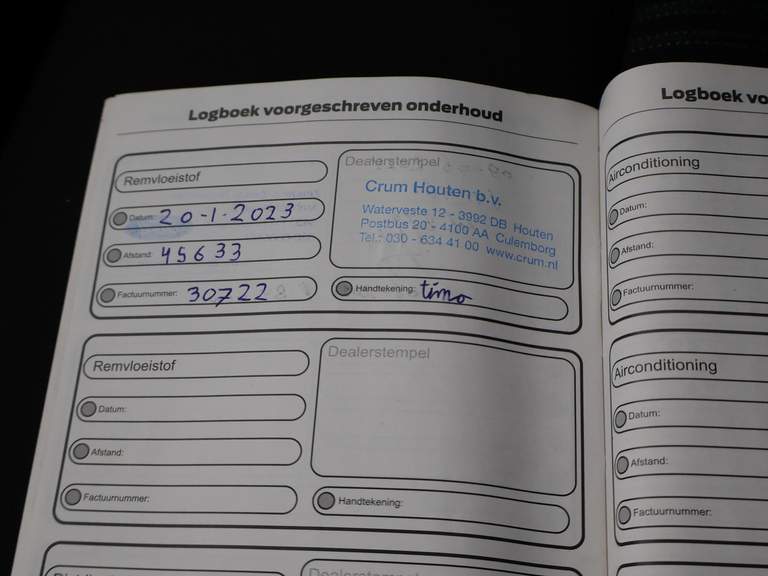 Logboek voorgeschreven onderhoud
Remvloeistof
Datum: 20-1-2023
Afstand: 45633
Factuurnummer: 30722
Dealerstempel
Crum Houten b.v.
Waterveste 12 - 3992 DB Houten
Postbus 20 - 4100 AA Culemborg
Tel.: 030 - 634 41 00 www.crum.nl
Handtekening: timo
Remvloeistof
Datum:
Afstand:
Factuurnummer:
Dealerstempel
Handtekening:
Dealerstempel
Logboek vo
Airconditioning
Datum:
Afstand:
Factuurnummer:
Airconditioning
Datum:
Afstand:
Factuurnummer: